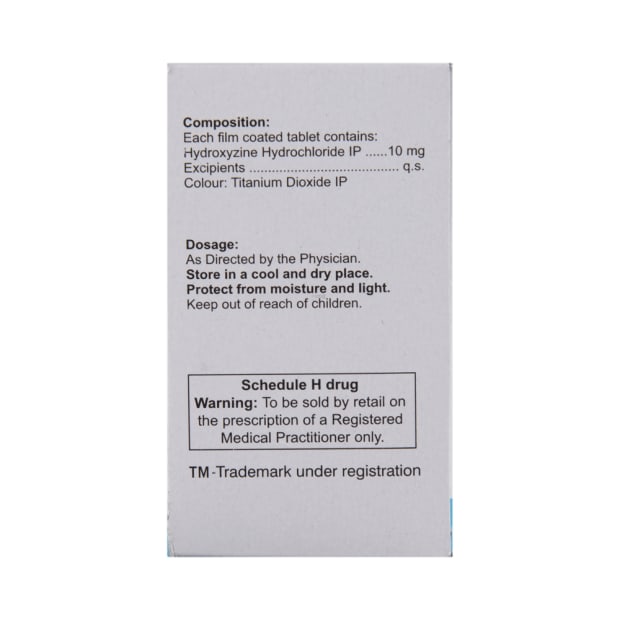 Composition:
Each film coated tablet contains:
Hydroxyzine Hydrochloride IP ......10 mg
Excipients ....................................... q.s.
Colour: Titanium Dioxide IP
Dosage:
As Directed by the Physician.
Store in a cool and dry place.
Protect from moisture and light.
Keep out of reach of children.
Schedule H drug
Warning: To be sold by retail on
the prescription of a Registered
Medical Practitioner only.
TM-Trademark under registration